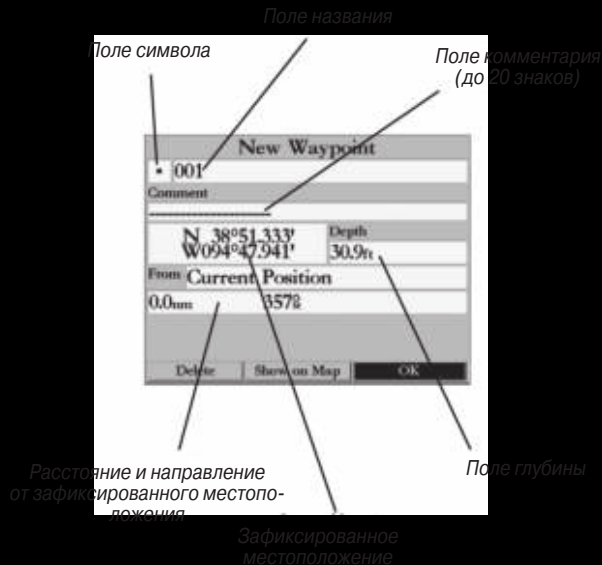 Поле названия
Поле символа
Поле комментария
(до 20 знаков)
New Waypoint
001
Comment
N 38°51.333'
W094°47.941'
Depth
30.9ft
From Current Position
0.0nm 357°
Delete Show on Map OK
Расстояние и направление
от зафиксированного местопо-
ложения
Поле глубины
Зафиксированное
местоположение